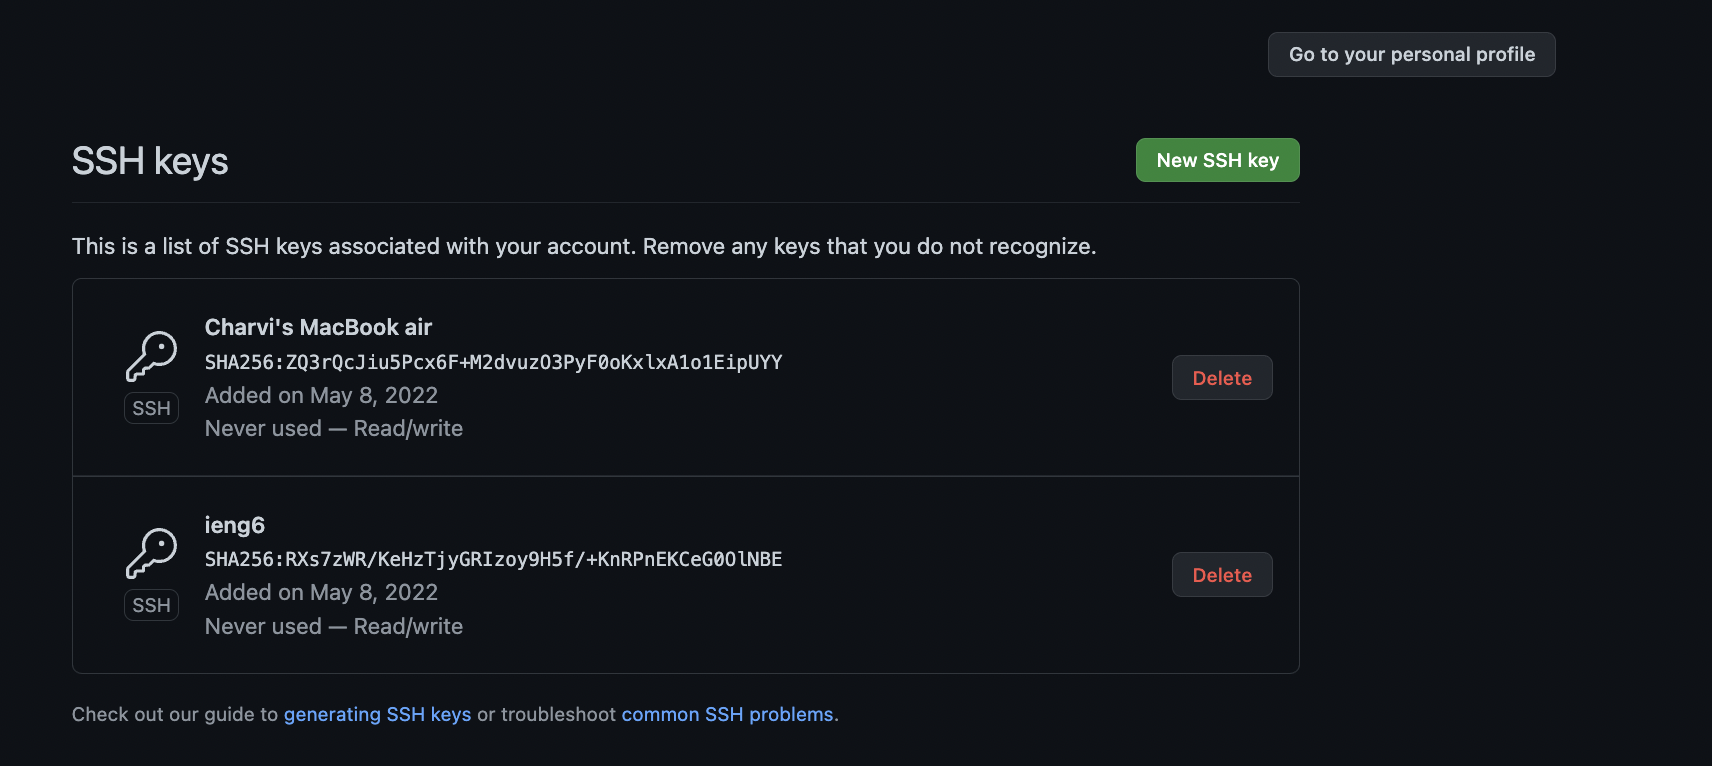 Go to your personal profile
SSH keys
New SSH key
This is a list of SSH keys associated with your account. Remove any keys that you do not recognize.
Charvi's MacBook air
SHA256:ZQ3rQcJiu5Pcx6F+M2dvuzO3PyF0oKxlxA1o1EipUYY
Added on May 8, 2022
Never used — Read/write
SSH
Delete
ieng6
SHA256:RXs7zWR/KeHzTjyGRIzoy9H5f/+KnRPnEKCeG0OlNBE
Added on May 8, 2022
Never used — Read/write
SSH
Delete
Check out our guide to generating SSH keys or troubleshoot common SSH problems.